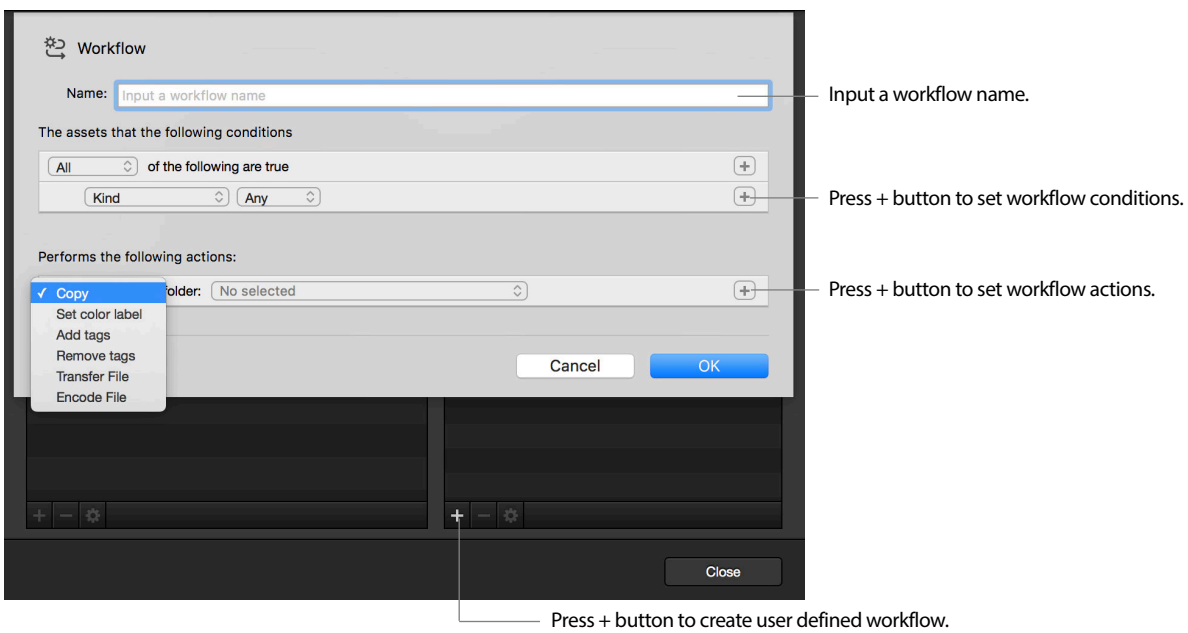 Workflow
Name: Input a workflow name
Input a workflow name.
The assets that the following conditions
All of the following are true
Kind Any
Press + button to set workflow conditions.
Performs the following actions:
✓ Copy folder: No selected
Press + button to set workflow actions.
Set color label
Add tags
Remove tags
Transfer File
Encode File
Cancel OK
Close
Press + button to create user defined workflow.